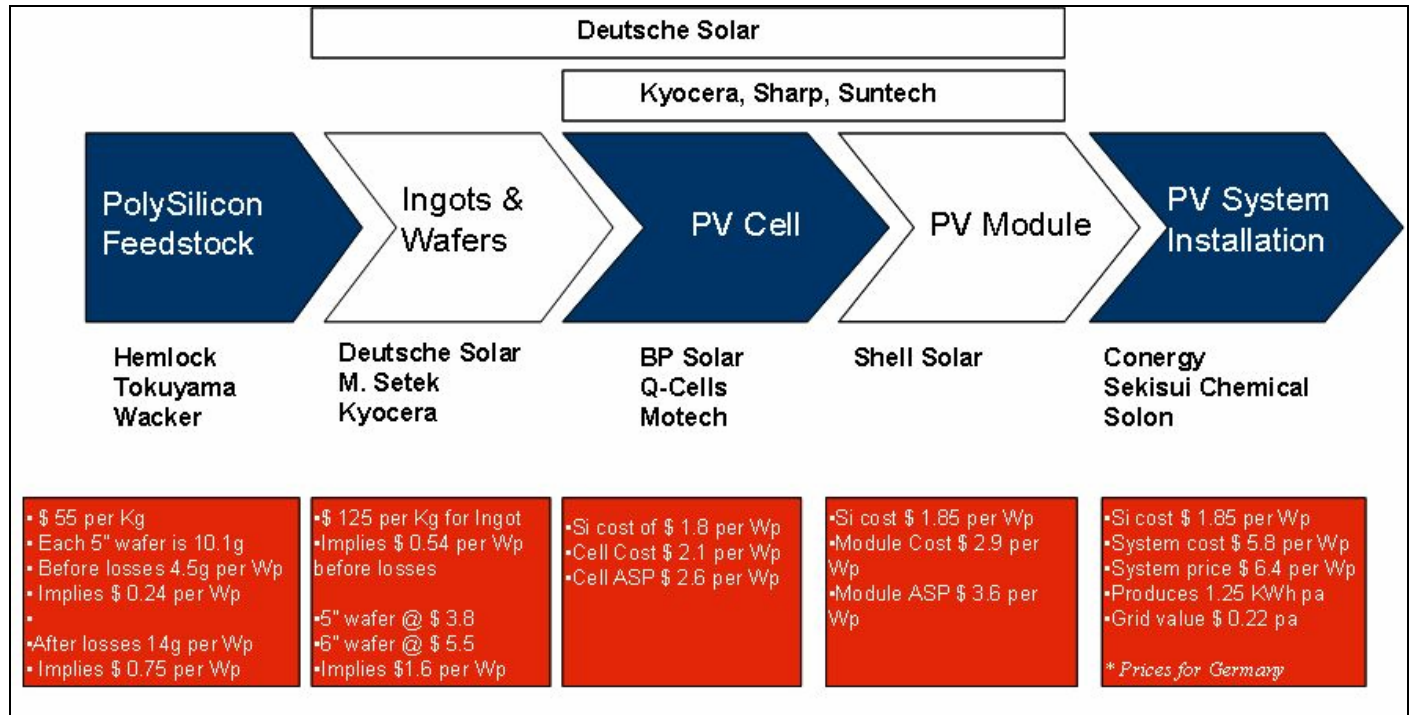 Deutsche Solar
Kyocera, Sharp, Suntech
PolySilicon
Feedstock
Ingots &
Wafers
PV Cell
PV Module
PV System
Installation
Hemlock
Tokuyama
Wacker
Deutsche Solar
M. Setek
Kyocera
BP Solar
Q-Cells
Motech
Shell Solar
Conergy
Sekisui Chemical
Solon
▪ $ 55 per Kg
▪ Each 5" wafer is 10.1g
▪ Before losses 4.5g per Wp
▪ Implies $ 0.24 per Wp
▪
▪After losses 14g per Wp
▪ Implies $ 0.75 per Wp
▪$ 125 per Kg for Ingot
▪Implies $ 0.54 per Wp
before losses
▪5" wafer @ $ 3.8
▪6" wafer @ $ 5.5
▪Implies $1.6 per Wp
▪Si cost of $ 1.8 per Wp
▪Cell Cost $ 2.1 per Wp
▪Cell ASP $ 2.6 per Wp
▪Si cost $ 1.85 per Wp
▪Module Cost $ 2.9 per
Wp
▪Module ASP $ 3.6 per
Wp
▪Si cost $ 1.85 per Wp
▪System cost $ 5.8 per Wp
▪System price $ 6.4 per Wp
▪Produces 1.25 KWh pa
▪Grid value $ 0.22 pa
* Prices for Germany